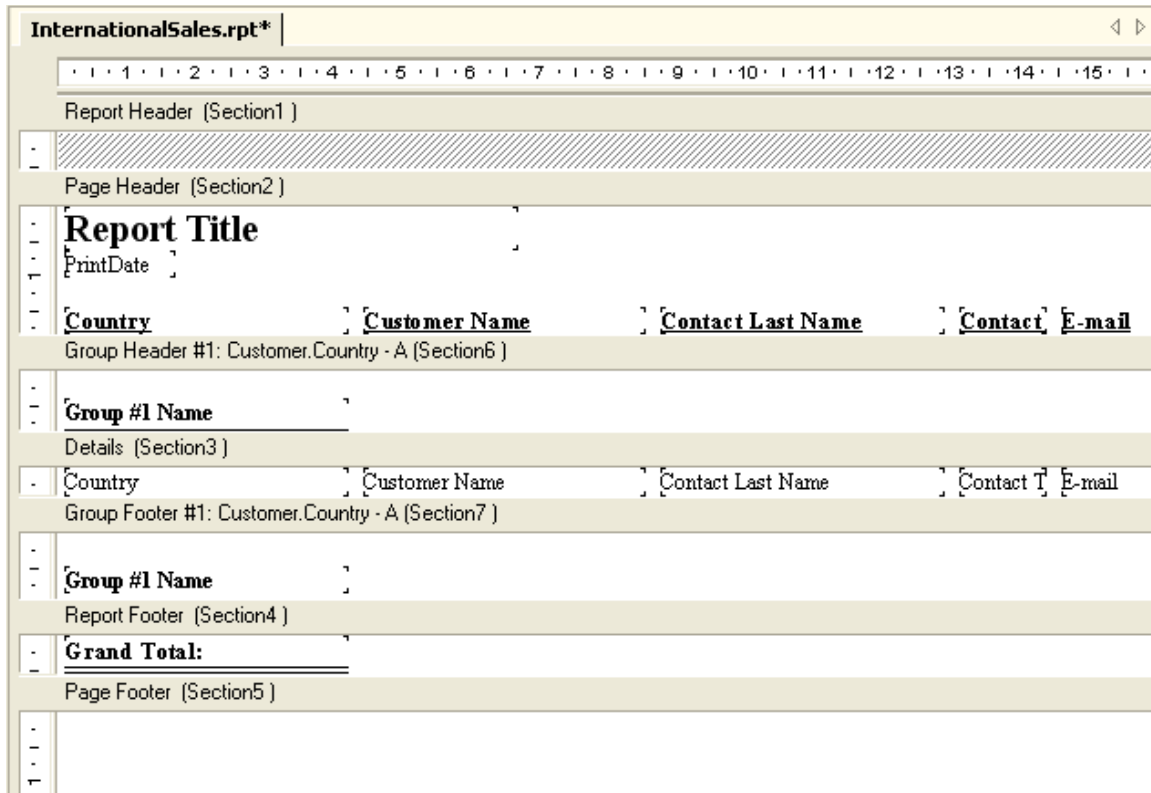 InternationalSales.rpt*
1 2 3 4 5 6 7 8 9 10 11 12 13 14 15
Report Header (Section1 )
Page Header (Section2 )
Report Title
PrintDate
1
Country Customer Name Contact Last Name Contact E-mail
Group Header #1: Customer.Country - A (Section6 )
Group #1 Name
Details (Section3 )
Country Customer Name Contact Last Name Contact T E-mail
Group Footer #1: Customer.Country - A (Section7 )
Group #1 Name
Report Footer (Section4 )
Grand Total:
Page Footer (Section5 )
1